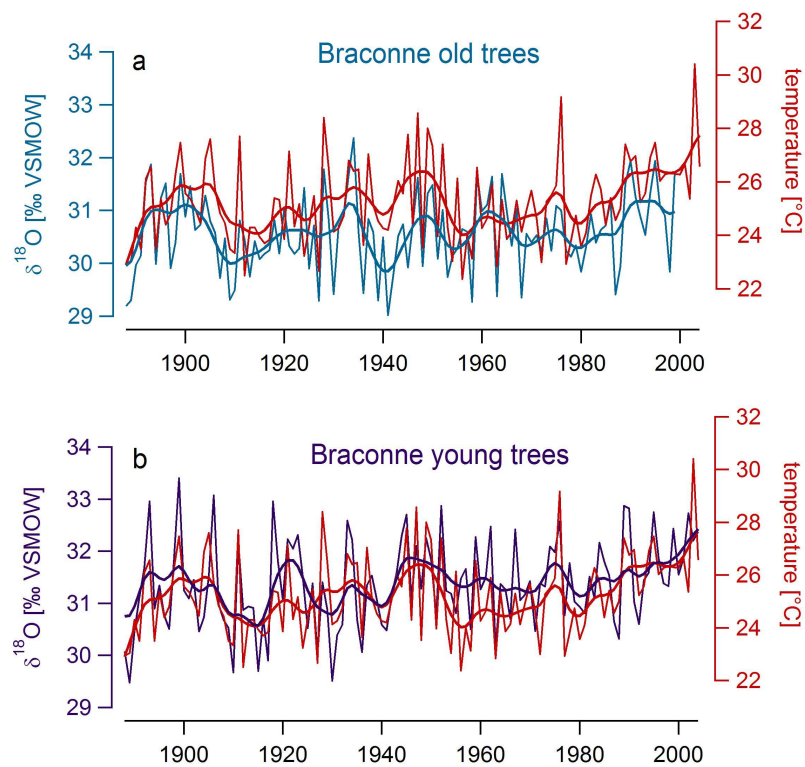 a
Braconne old trees
34
33
32
31
30
29
δ¹⁸O [‰ VSMOW]
32
30
28
26
24
22
temperature [°C]
1900 1920 1940 1960 1980 2000
b
Braconne young trees
34
33
32
31
30
29
δ¹⁸O [‰ VSMOW]
32
30
28
26
24
22
temperature [°C]
1900 1920 1940 1960 1980 2000